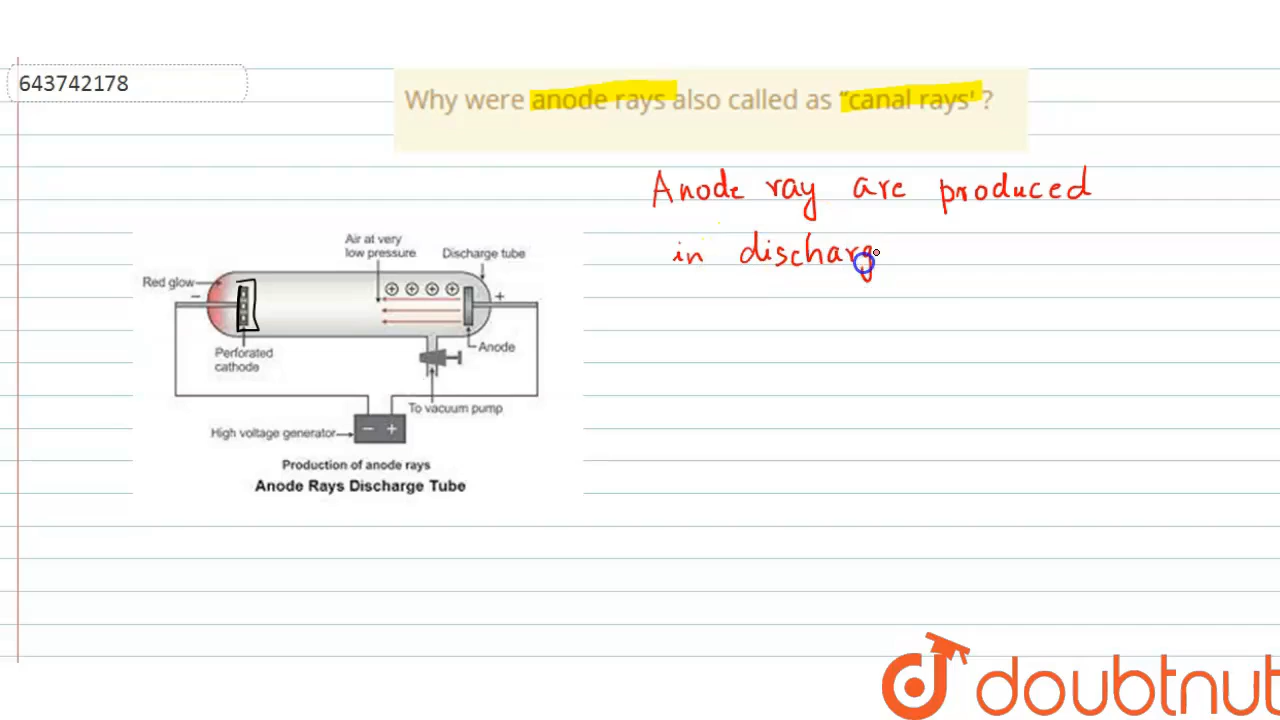 643742178
Why were anode rays also called as “canal rays' ?
Anode ray are produced
in discharg
Air at very
low pressure
Discharge tube
Red glow
−
+
Perforated
cathode
Anode
To vacuum pump
High voltage generator
− +
Production of anode rays
Anode Rays Discharge Tube
doubtnut